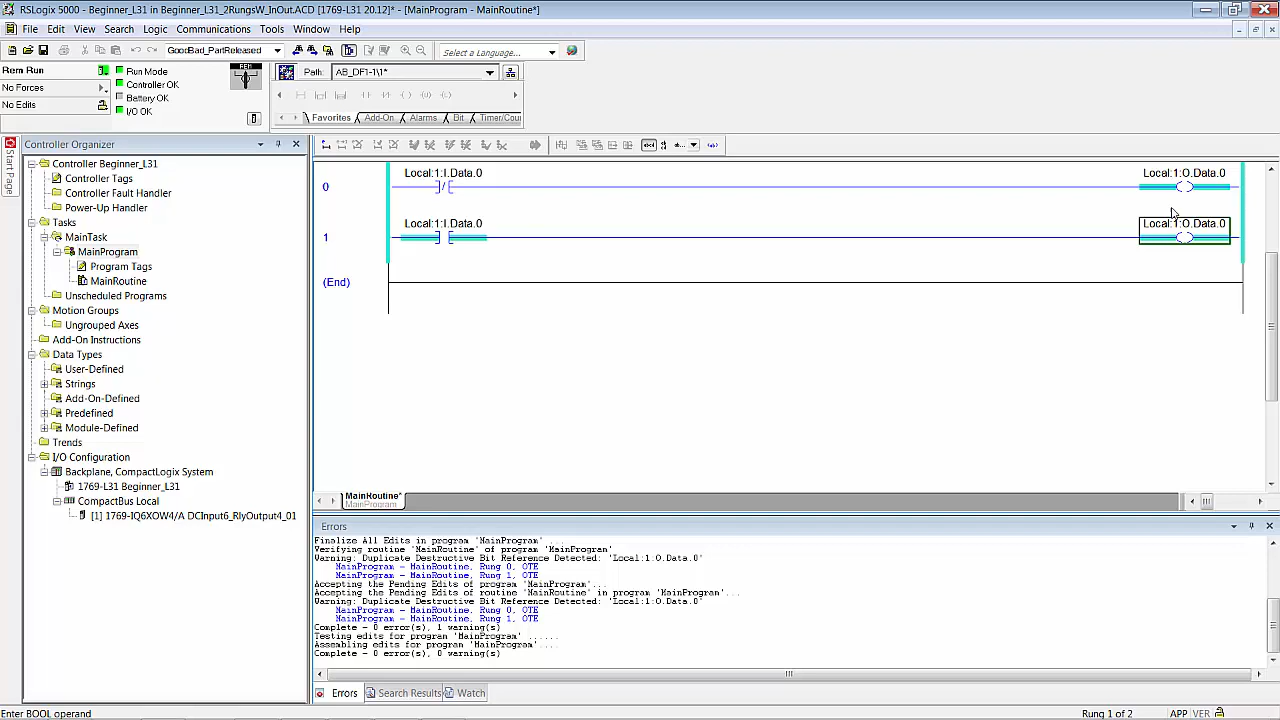 RSLogix 5000 - Beginner_L31 in Beginner_L31_2RungsW_InOut.ACD [1769-L31 20.12]* - [MainProgram - MainRoutine*]
File Edit View Search Logic Communications Tools Window Help
GoodBad_PartReleased
Select a Language...
Rem Run
No Forces
No Edits
Run Mode
Controller OK
Battery OK
I/O OK
REM
Path: AB_DF1-1\1*
Favorites Add-On Alarms Bit Timer/Cou
Start Page
Controller Organizer
Controller Beginner_L31
Controller Tags
Controller Fault Handler
Power-Up Handler
Tasks
MainTask
MainProgram
Program Tags
MainRoutine
Unscheduled Programs
Motion Groups
Ungrouped Axes
Add-On Instructions
Data Types
User-Defined
Strings
Add-On-Defined
Predefined
Module-Defined
Trends
I/O Configuration
Backplane, CompactLogix System
1769-L31 Beginner_L31
CompactBus Local
[1] 1769-IQ6XOW4/A DCInput6_RlyOutput4_01
Local:1:I.Data.0 Local:1:O.Data.0
0
Local:1:I.Data.0 Local:1:O.Data.0
1
(End)
MainRoutine*
MainProgram
Errors
Finalize All Edits in program 'MainProgram' ...
Verifying routine 'MainRoutine' of program 'MainProgram'
Warning: Duplicate Destructive Bit Reference Detected: 'Local:1:O.Data.0'
MainProgram - MainRoutine, Rung 0, OTE
MainProgram - MainRoutine, Rung 1, OTE
Accepting the Pending Edits of program 'MainProgram'...
Accepting the Pending Edits of routine 'MainRoutine' in program 'MainProgram'...
Warning: Duplicate Destructive Bit Reference Detected: 'Local:1:O.Data.0'
MainProgram - MainRoutine, Rung 0, OTE
MainProgram - MainRoutine, Rung 1, OTE
Complete - 0 error(s), 1 warning(s)
Testing edits for program 'MainProgram' ......
Assembling edits for program 'MainProgram'....
Complete - 0 error(s), 0 warning(s)
Errors Search Results Watch
Enter BOOL operand Rung 1 of 2 APP VER